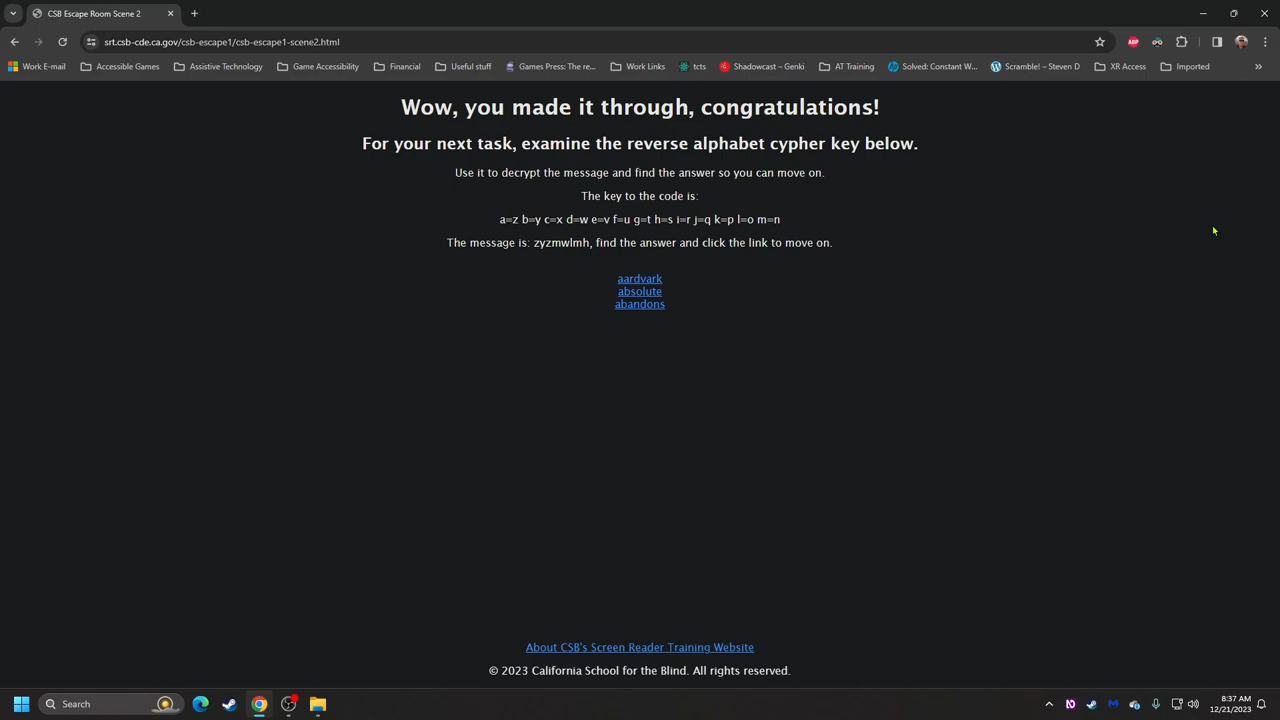 CSB Escape Room Scene 2
srt.csb-cde.ca.gov/csb-escape1/csb-escape1-scene2.html
ABP
Work E-mail Accessible Games Assistive Technology Game Accessibility Financial Useful stuff Games Press: The re... Work Links tcts Shadowcast – Genki AT Training Solved: Constant W... Scramble! – Steven D XR Access Imported
Wow, you made it through, congratulations!
For your next task, examine the reverse alphabet cypher key below.
Use it to decrypt the message and find the answer so you can move on.
The key to the code is:
a=z b=y c=x d=w e=v f=u g=t h=s i=r j=q k=p l=o m=n
The message is: zyzmwlmh, find the answer and click the link to move on.
aardvark
absolute
abandons
About CSB's Screen Reader Training Website
© 2023 California School for the Blind. All rights reserved.
Search
8:37 AM
12/21/2023